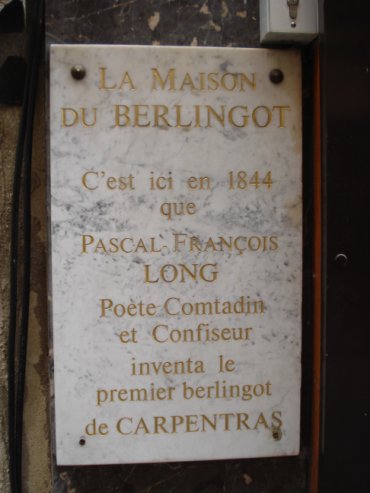 LA MAISON
DU BERLINGOT
C'est ici en 1844
que
PASCAL-FRANÇOIS
LONG
Poète Comtadin
et Confiseur
inventa le
premier berlingot
de CARPENTRAS